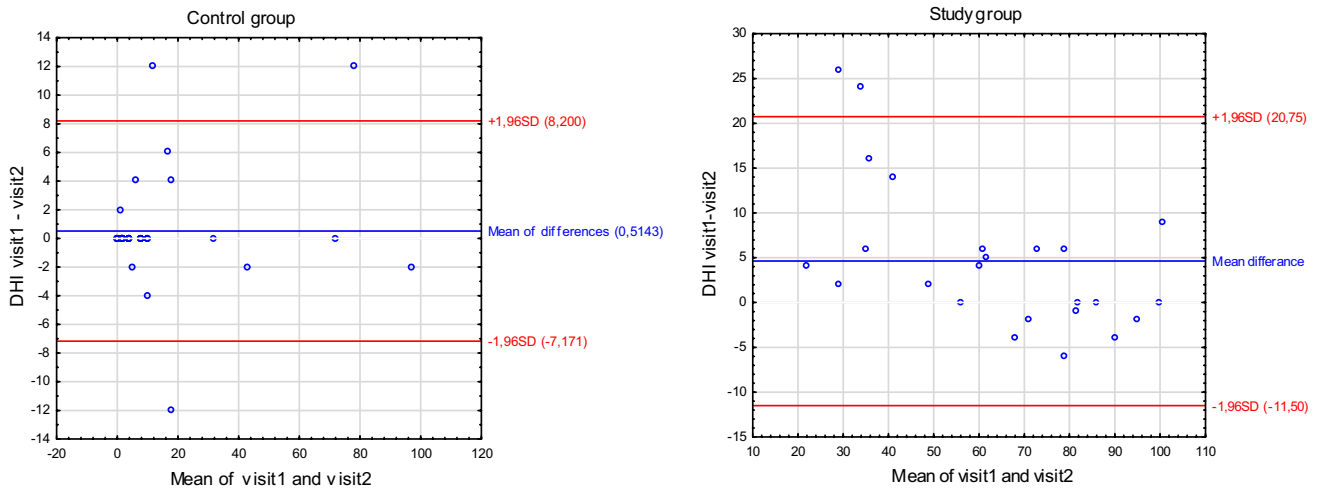 Control group
14
12
10
8
6
4
2
0
-2
-4
-6
-8
-10
-12
-14
DHI visit1 - visit2
+1,96SD (8,200)
Mean of differences (0,5143)
-1,96SD (-7,171)
-20 0 20 40 60 80 100 120
Mean of visit1 and visit2
Study group
30
25
20
15
10
5
0
-5
-10
-15
DHI visit1-visit2
+1,96SD (20,75)
Mean differance
-1,96SD (-11,50)
10 20 30 40 50 60 70 80 90 100 110
Mean of visit1 and visit2